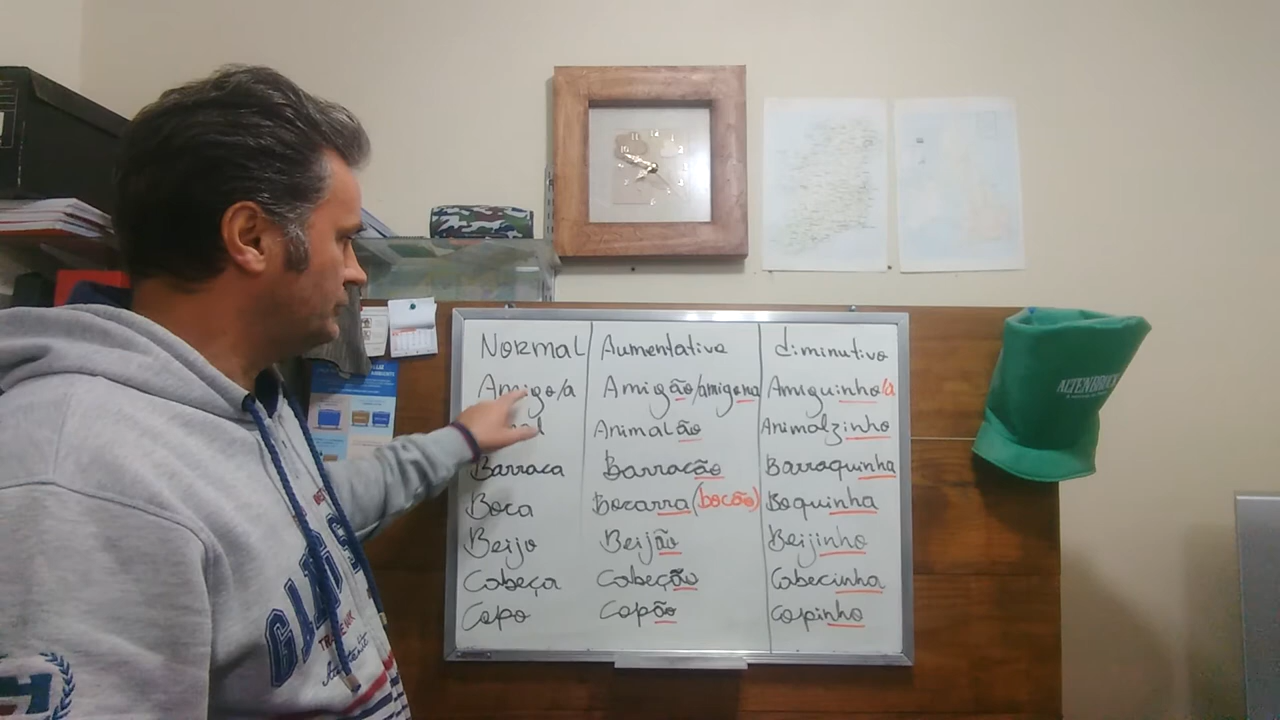 Normal Aumentativo diminutivo
Amigo/a Amigão/amigona Amiguinho/a
Animalão Animalzinho
Barraca Barracão Barraquinha
Boca Bocarra (bocão) Boquinha
Beijo Beijão Beijinho
Cabeça Cabeção Cabecinha
Copo Copão Copinho